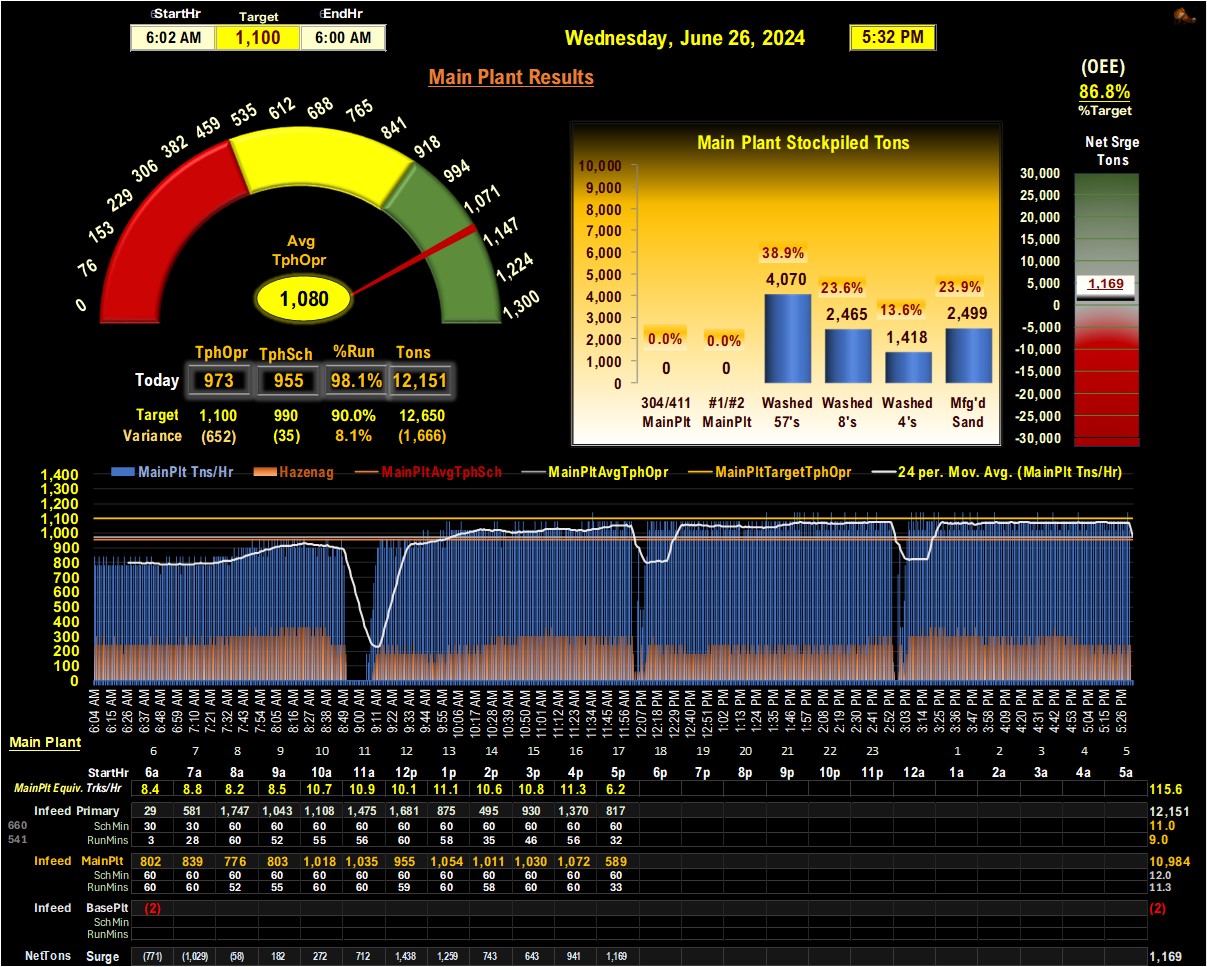 StartHr Target EndHr
6:02 AM 1,100 6:00 AM
Wednesday, June 26, 2024 5:32 PM
Main Plant Results
(OEE)
86.8%
%Target
Net Srge
Tons
0 76 153 229 306 382 459 535 612 688 765 841 918 994 1,071 1,147 1,224 1,300
Avg
TphOpr
1,080
TphOpr TphSch %Run Tons
Today 973 955 98.1% 12,151
Target 1,100 990 90.0% 12,650
Variance (652) (35) 8.1% (1,666)
Main Plant Stockpiled Tons
10,000
9,000
8,000
7,000
6,000
5,000
4,000
3,000
2,000
1,000
0
0.0% 0.0% 38.9% 23.6% 13.6% 23.9%
0 0 4,070 2,465 1,418 2,499
304/411 #1/#2 Washed Washed Washed Mfg'd
MainPlt MainPlt 57's 8's 4's Sand
30,000
25,000
20,000
15,000
10,000
5,000
0
-5,000
-10,000
-15,000
-20,000
-25,000
-30,000
1,169
MainPlt Tns/Hr Hazenag MainPltAvgTphSch MainPltAvgTphOpr MainPltTargetTphOpr 24 per. Mov. Avg. (MainPlt Tns/Hr)
1,400
1,300
1,200
1,100
1,000
900
800
700
600
500
400
300
200
100
0
6:04 AM 6:15 AM 6:26 AM 6:37 AM 6:48 AM 6:59 AM 7:10 AM 7:21 AM 7:32 AM 7:43 AM 7:54 AM 8:05 AM 8:16 AM 8:27 AM 8:38 AM 8:49 AM 9:00 AM 9:11 AM 9:22 AM 9:33 AM 9:44 AM 9:55 AM 10:06 AM 10:17 AM 10:28 AM 10:39 AM 10:50 AM 11:01 AM 11:12 AM 11:23 AM 11:34 AM 11:45 AM 11:56 AM 12:07 PM 12:18 PM 12:29 PM 12:40 PM 12:51 PM 1:02 PM 1:13 PM 1:24 PM 1:35 PM 1:46 PM 1:57 PM 2:08 PM 2:19 PM 2:30 PM 2:41 PM 2:52 PM 3:03 PM 3:14 PM 3:25 PM 3:36 PM 3:47 PM 3:58 PM 4:09 PM 4:20 PM 4:31 PM 4:42 PM 4:53 PM 5:04 PM 5:15 PM 5:26 PM
Main Plant
6 7 8 9 10 11 12 13 14 15 16 17 18 19 20 21 22 23 1 2 3 4 5
StartHr 6a 7a 8a 9a 10a 11a 12p 1p 2p 3p 4p 5p 6p 7p 8p 9p 10p 11p 12a 1a 2a 3a 4a 5a
MainPlt Equiv. Trks/Hr 8.4 8.8 8.2 8.5 10.7 10.9 10.1 11.1 10.6 10.8 11.3 6.2 115.6
Infeed Primary 29 581 1,747 1,043 1,108 1,475 1,681 875 495 930 1,370 817 12,151
660 SchMin 30 30 60 60 60 60 60 60 60 60 60 60 11.0
541 RunMins 3 28 60 52 55 56 60 58 35 46 56 32 9.0
Infeed MainPlt 802 839 776 803 1,018 1,035 955 1,054 1,011 1,030 1,072 589 10,984
SchMin 60 60 60 60 60 60 60 60 60 60 60 60 12.0
RunMins 60 60 52 55 60 60 59 60 58 60 60 33 11.3
Infeed BasePlt (2) (2)
SchMin
RunMins
NetTons Surge (771) (1,029) (58) 182 272 712 1,438 1,259 743 643 941 1,169 1,169